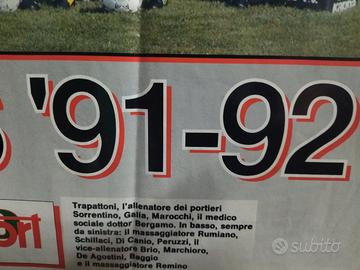 S '91-92
Trapattoni, l'allenatore dei portieri
Sorrentino, Galia, Marocchi, il medico
sociale dottor Bergamo. In basso, sempre
da sinistra: il massaggiatore Rumiano,
Schillaci, Di Canio, Peruzzi, il
vice-allenatore Brio, Marchioro,
De Agostini, Baggio
e il massaggiatore Remino
ort
subito